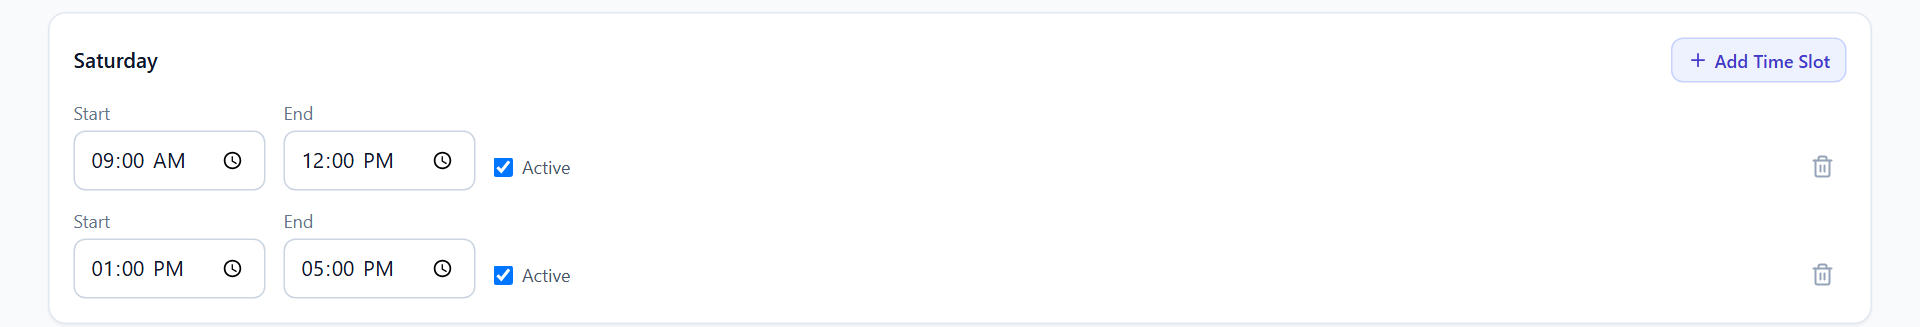 Saturday
+ Add Time Slot
Start End
09:00 AM 12:00 PM Active
Start End
01:00 PM 05:00 PM Active